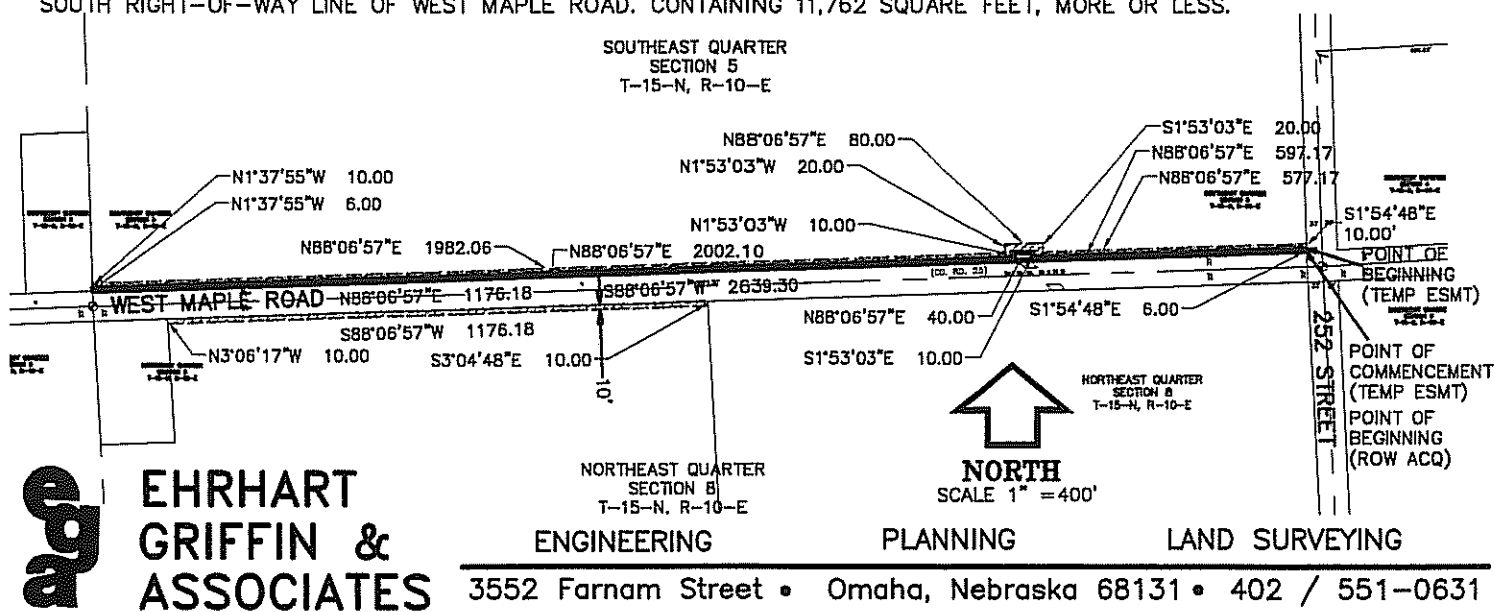 SOUTH RIGHT-OF-WAY LINE OF WEST MAPLE ROAD. CONTAINING 11,762 SQUARE FEET, MORE OR LESS.
SOUTHEAST QUARTER
SECTION 5
T-15-N, R-10-E
N1°37'55"W 10.00
N1°37'55"W 6.00
N88°06'57"E 1982.06
N88°06'57"E 2002.10
N88°06'57"E 80.00
N1°53'03"W 20.00
N1°53'03"W 10.00
S1°53'03"E 20.00
N88°06'57"E 597.17
N88°06'57"E 577.17
S1°54'48"E
10.00'
POINT OF
BEGINNING
(TEMP ESMT)
WEST MAPLE ROAD
N88°06'57"E 1176.18
S88°06'57"W 2639.30
S88°06'57"W 1176.18
N3°06'17"W 10.00
S3°04'48"E 10.00
10'
N88°06'57"E 40.00
S1°53'03"E 10.00
S1°54'48"E 6.00
252 STREET
POINT OF
COMMENCEMENT
(TEMP ESMT)
POINT OF
BEGINNING
(ROW ACQ)
NORTHEAST QUARTER
SECTION 8
T-15-N, R-10-E
NORTHEAST QUARTER
SECTION 8
T-15-N, R-10-E
NORTH
SCALE 1" =400'
ega
EHRHART
GRIFFIN &
ASSOCIATES
ENGINEERING PLANNING LAND SURVEYING
3552 Farnam Street • Omaha, Nebraska 68131 • 402 / 551-0631